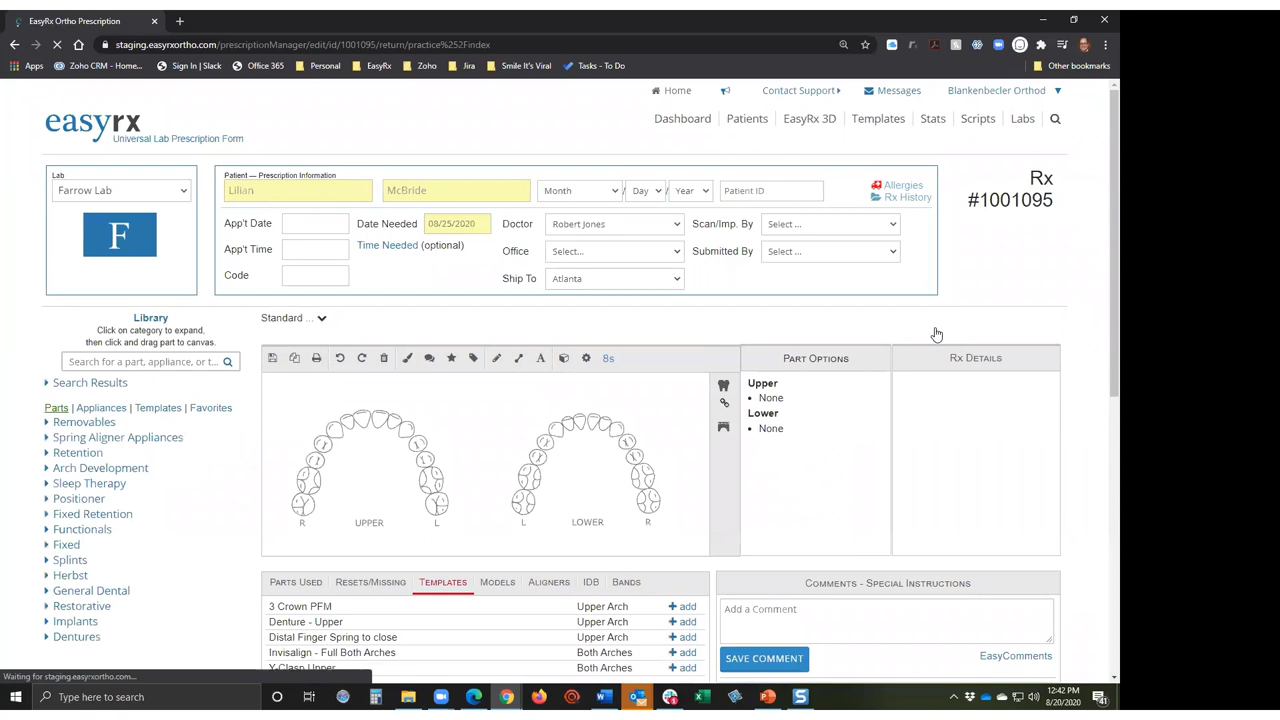 EasyRx Ortho Prescription
staging.easyrxortho.com/prescriptionManager/edit/id/1001095/return/practice%252Findex
Apps Zoho CRM - Home... Sign In | Slack Office 365 Personal EasyRx Zoho Jira Smile It's Viral Tasks - To Do Other bookmarks
Home Contact Support Messages Blankenbecler Orthod
easyrx
Universal Lab Prescription Form
Dashboard Patients EasyRx 3D Templates Stats Scripts Labs
Lab
Farrow Lab
F
Patient — Prescription Information
Lilian McBride Month / Day / Year Patient ID
Allergies
Rx History
Rx
#1001095
App't Date Date Needed 08/25/2020 Doctor Robert Jones Scan/Imp. By Select ...
App't Time Time Needed (optional) Office Select... Submitted By Select ...
Code Ship To Atlanta
Library
Click on category to expand,
then click and drag part to canvas.
Search for a part, appliance, or t...
Search Results
Parts | Appliances | Templates | Favorites
Removables
Spring Aligner Appliances
Retention
Arch Development
Sleep Therapy
Positioner
Fixed Retention
Functionals
Fixed
Splints
Herbst
General Dental
Restorative
Implants
Dentures
Standard ...
A 8s
PART OPTIONS RX DETAILS
Upper
• None
Lower
• None
R UPPER L L LOWER R
PARTS USED RESETS/MISSING TEMPLATES MODELS ALIGNERS IDB BANDS
3 Crown PFM Upper Arch + add
Denture - Upper Upper Arch + add
Distal Finger Spring to close Upper Arch + add
Invisalign - Full Both Arches Both Arches + add
Y-Clasp Upper Both Arches + add
COMMENTS - SPECIAL INSTRUCTIONS
Add a Comment
SAVE COMMENT EasyComments
Waiting for staging.easyrxortho.com...
Type here to search
12:42 PM
8/20/2020
41